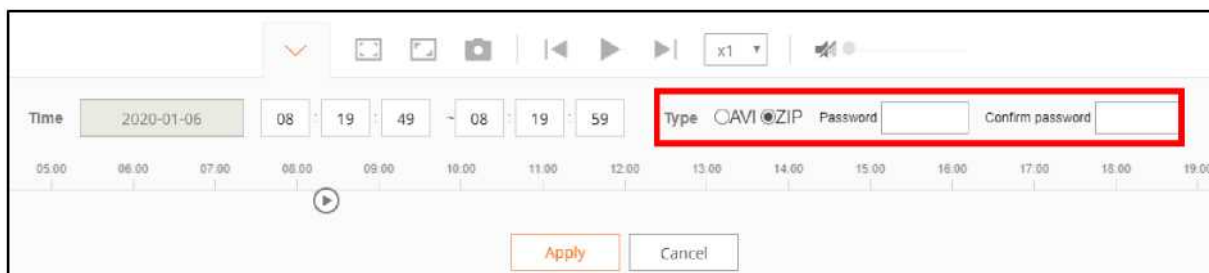 x1
Time 2020-01-06 08 : 19 : 49 ~ 08 : 19 : 59 Type AVI ZIP Password Confirm password
05:00 06:00 07:00 08:00 09:00 10:00 11:00 12:00 13:00 14:00 15:00 16:00 17:00 18:00 19:00
Apply Cancel